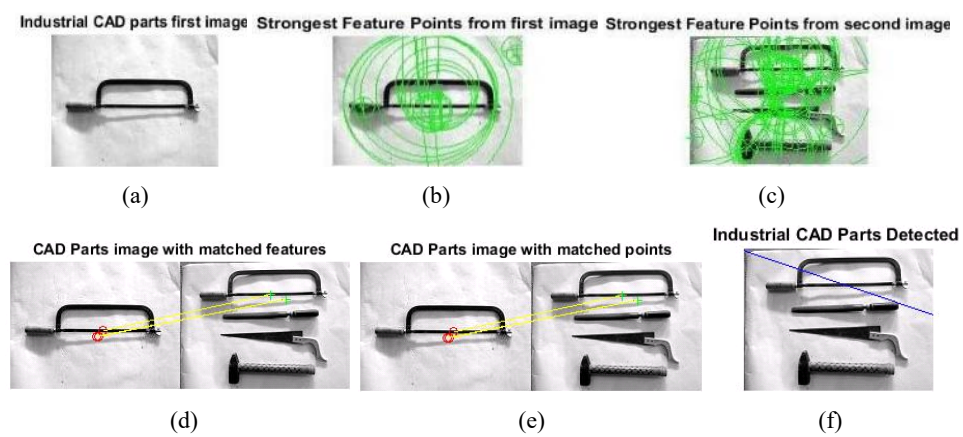 Industrial CAD parts first image
Strongest Feature Points from first image
Strongest Feature Points from second image
(a)
(b)
(c)
CAD Parts image with matched features
CAD Parts image with matched points
Industrial CAD Parts Detected
(d)
(e)
(f)